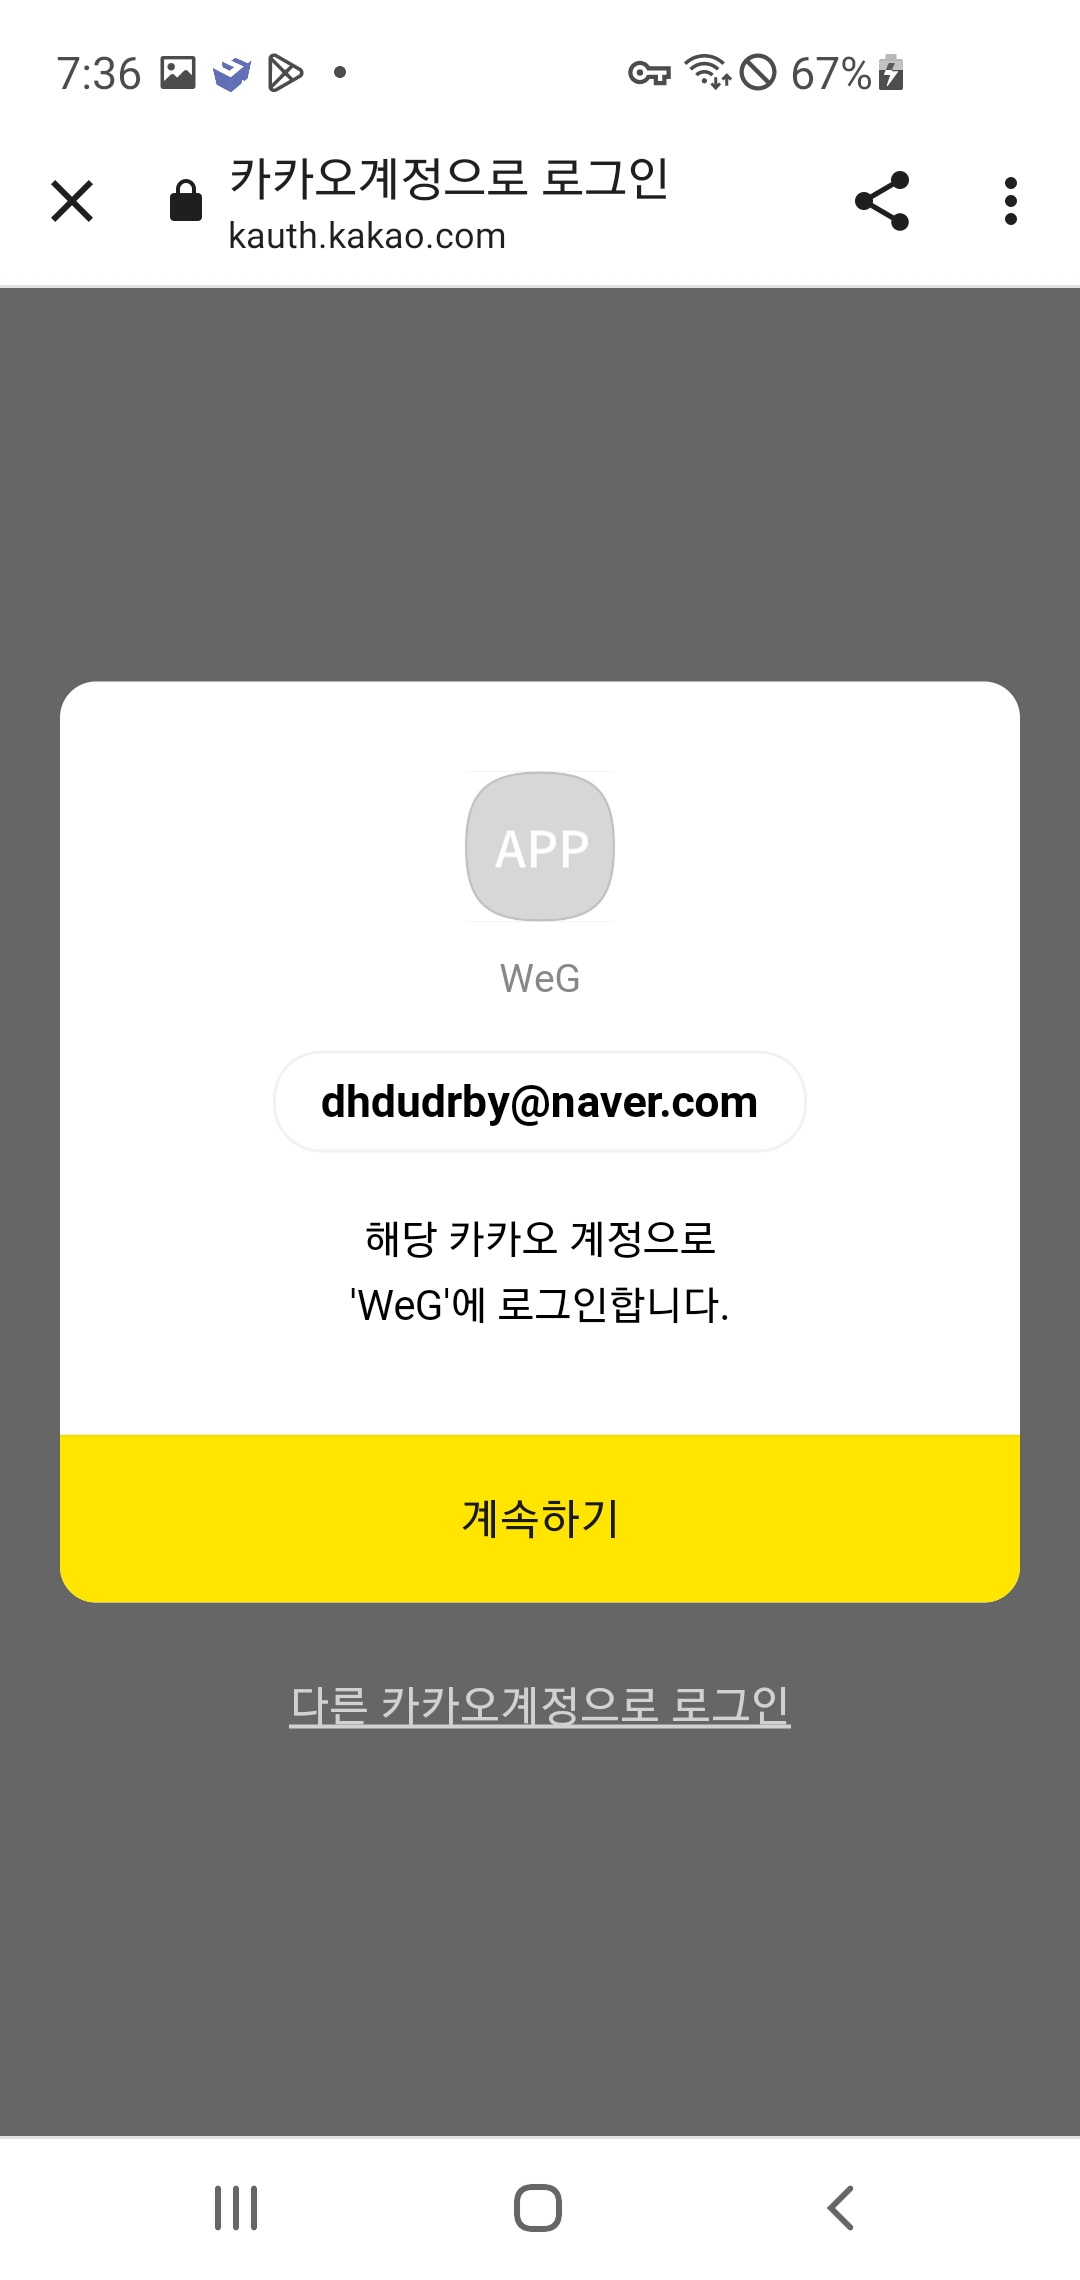 7:36
67%
카카오계정으로 로그인
kauth.kakao.com
APP
WeG
dhdudrby@naver.com
해당 카카오 계정으로
'WeG'에 로그인합니다.
계속하기
다른 카카오계정으로 로그인